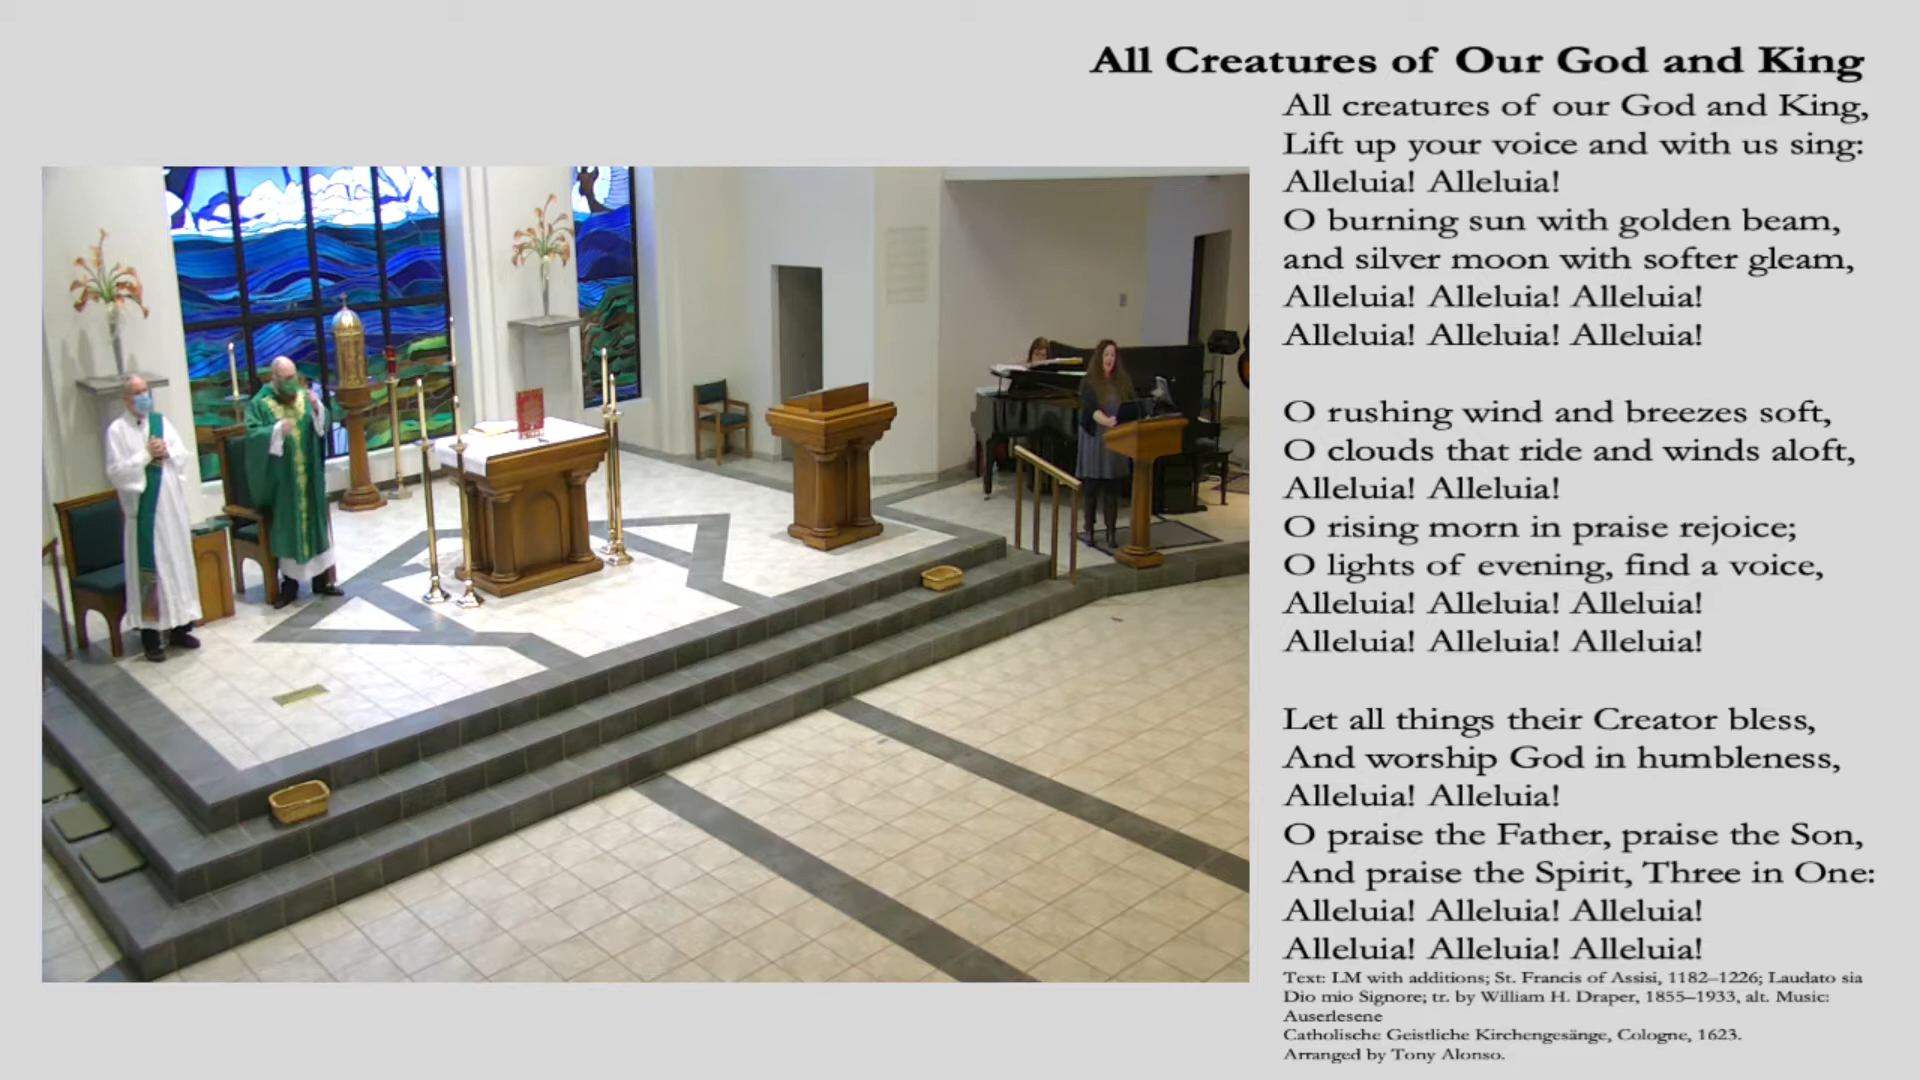 All Creatures of Our God and King
All creatures of our God and King,
Lift up your voice and with us sing:
Alleluia! Alleluia!
O burning sun with golden beam,
and silver moon with softer gleam,
Alleluia! Alleluia! Alleluia!
Alleluia! Alleluia! Alleluia!
O rushing wind and breezes soft,
O clouds that ride and winds aloft,
Alleluia! Alleluia!
O rising morn in praise rejoice;
O lights of evening, find a voice,
Alleluia! Alleluia! Alleluia!
Alleluia! Alleluia! Alleluia!
Let all things their Creator bless,
And worship God in humbleness,
Alleluia! Alleluia!
O praise the Father, praise the Son,
And praise the Spirit, Three in One:
Alleluia! Alleluia! Alleluia!
Alleluia! Alleluia! Alleluia!
Text: LM with additions; St. Francis of Assisi, 1182–1226; Laudato sia
Dio mio Signore; tr. by William H. Draper, 1855–1933, alt. Music:
Auserlesene
Catholische Geistliche Kirchengesänge, Cologne, 1623.
Arranged by Tony Alonso.